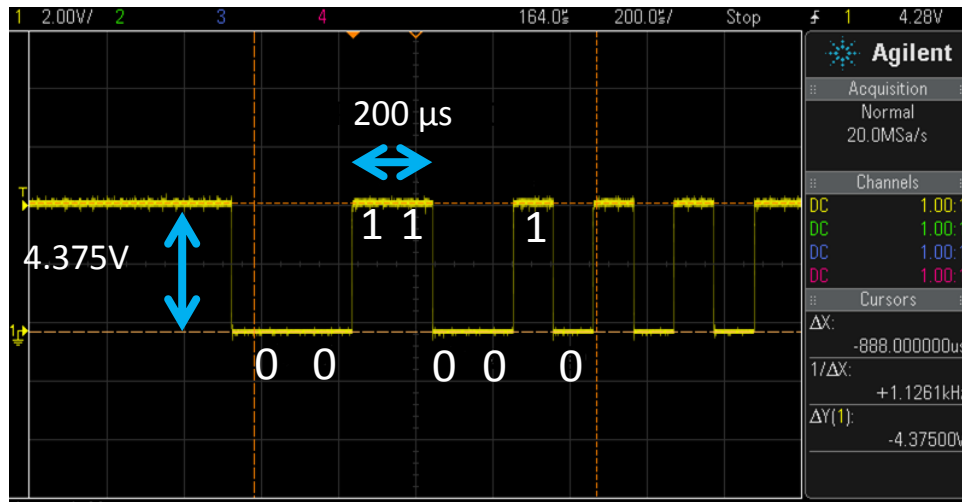 1 2.00V/ 2 3 4 164.0µs 200.0µs/ Stop 1 4.28V
Agilent
Acquisition
Normal
20.0MSa/s
200 µs
Channels
T
DC 1.00:1
DC 1.00:1
DC 1.00:1
DC 1.00:1
1 1 1
4.375V
Cursors
1
ΔX:
-888.000000us
0 0 0 0 0
1/ΔX:
+1.1261kHz
ΔY(1):
-4.37500V